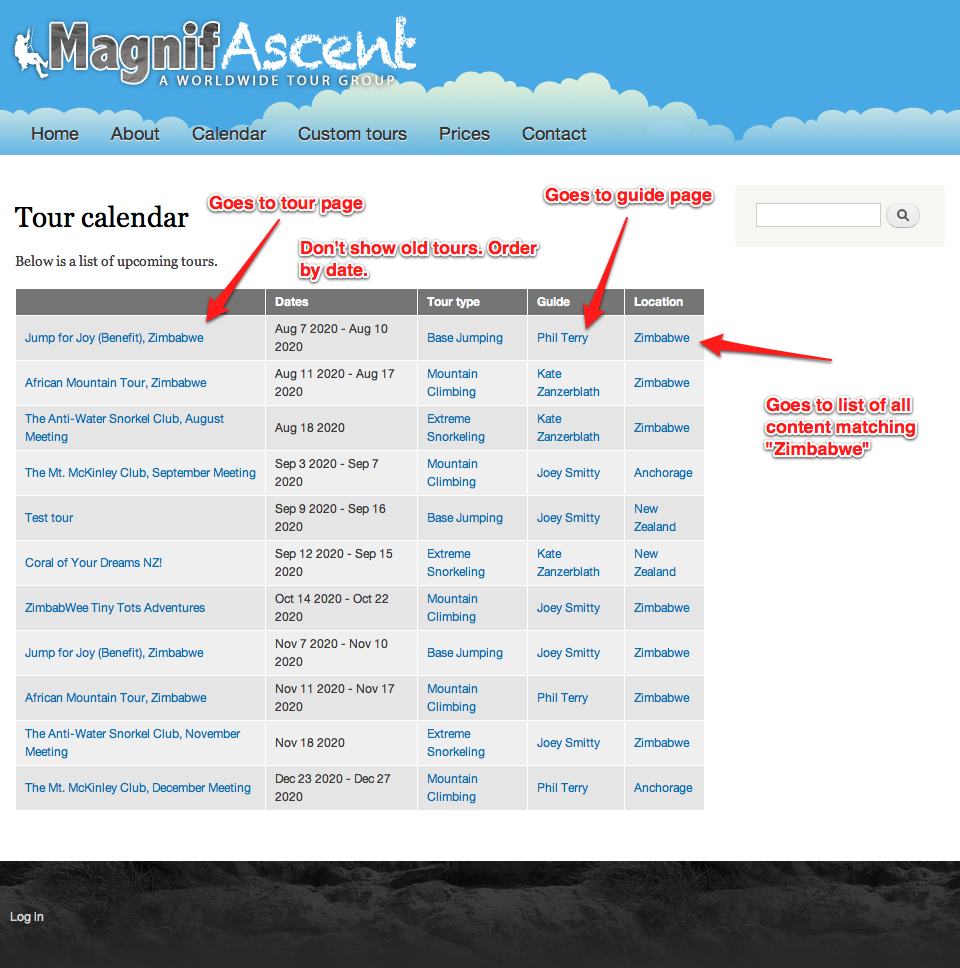 MagnifAscent
A WORLDWIDE TOUR GROUP
Home About Calendar Custom tours Prices Contact
Goes to tour page
Goes to guide page
Tour calendar
Don't show old tours. Order
by date.
Below is a list of upcoming tours.
Dates Tour type Guide Location
Jump for Joy (Benefit), Zimbabwe
Aug 7 2020 - Aug 10
2020
Base Jumping
Phil Terry
Zimbabwe
African Mountain Tour, Zimbabwe
Aug 11 2020 - Aug 17
2020
Mountain
Climbing
Kate
Zanzerblath
Zimbabwe
Goes to list of all
content matching
"Zimbabwe"
The Anti-Water Snorkel Club, August
Meeting
Aug 18 2020
Extreme
Snorkeling
Kate
Zanzerblath
Zimbabwe
The Mt. McKinley Club, September Meeting
Sep 3 2020 - Sep 7
2020
Mountain
Climbing
Joey Smitty
Anchorage
Test tour
Sep 9 2020 - Sep 16
2020
Base Jumping
Joey Smitty
New
Zealand
Coral of Your Dreams NZ!
Sep 12 2020 - Sep 15
2020
Extreme
Snorkeling
Kate
Zanzerblath
New
Zealand
ZimbabWee Tiny Tots Adventures
Oct 14 2020 - Oct 22
2020
Mountain
Climbing
Joey Smitty
Zimbabwe
Jump for Joy (Benefit), Zimbabwe
Nov 7 2020 - Nov 10
2020
Base Jumping
Joey Smitty
Zimbabwe
African Mountain Tour, Zimbabwe
Nov 11 2020 - Nov 17
2020
Mountain
Climbing
Phil Terry
Zimbabwe
The Anti-Water Snorkel Club, November
Meeting
Nov 18 2020
Extreme
Snorkeling
Joey Smitty
Zimbabwe
The Mt. McKinley Club, December Meeting
Dec 23 2020 - Dec 27
2020
Mountain
Climbing
Phil Terry
Anchorage
Log In